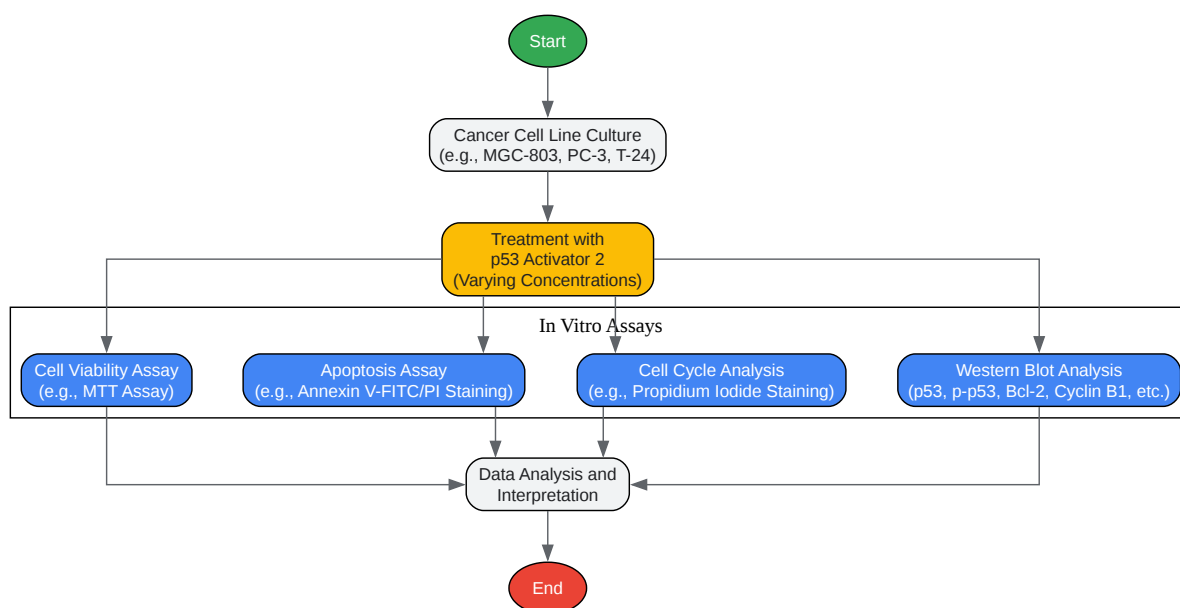 Start
Cancer Cell Line Culture
(e.g., MGC-803, PC-3, T-24)
Treatment with
p53 Activator 2
(Varying Concentrations)
In Vitro Assays
Cell Viability Assay
(e.g., MTT Assay)
Apoptosis Assay
(e.g., Annexin V-FITC/PI Staining)
Cell Cycle Analysis
(e.g., Propidium Iodide Staining)
Western Blot Analysis
(p53, p-p53, Bcl-2, Cyclin B1, etc.)
Data Analysis and
Interpretation
End